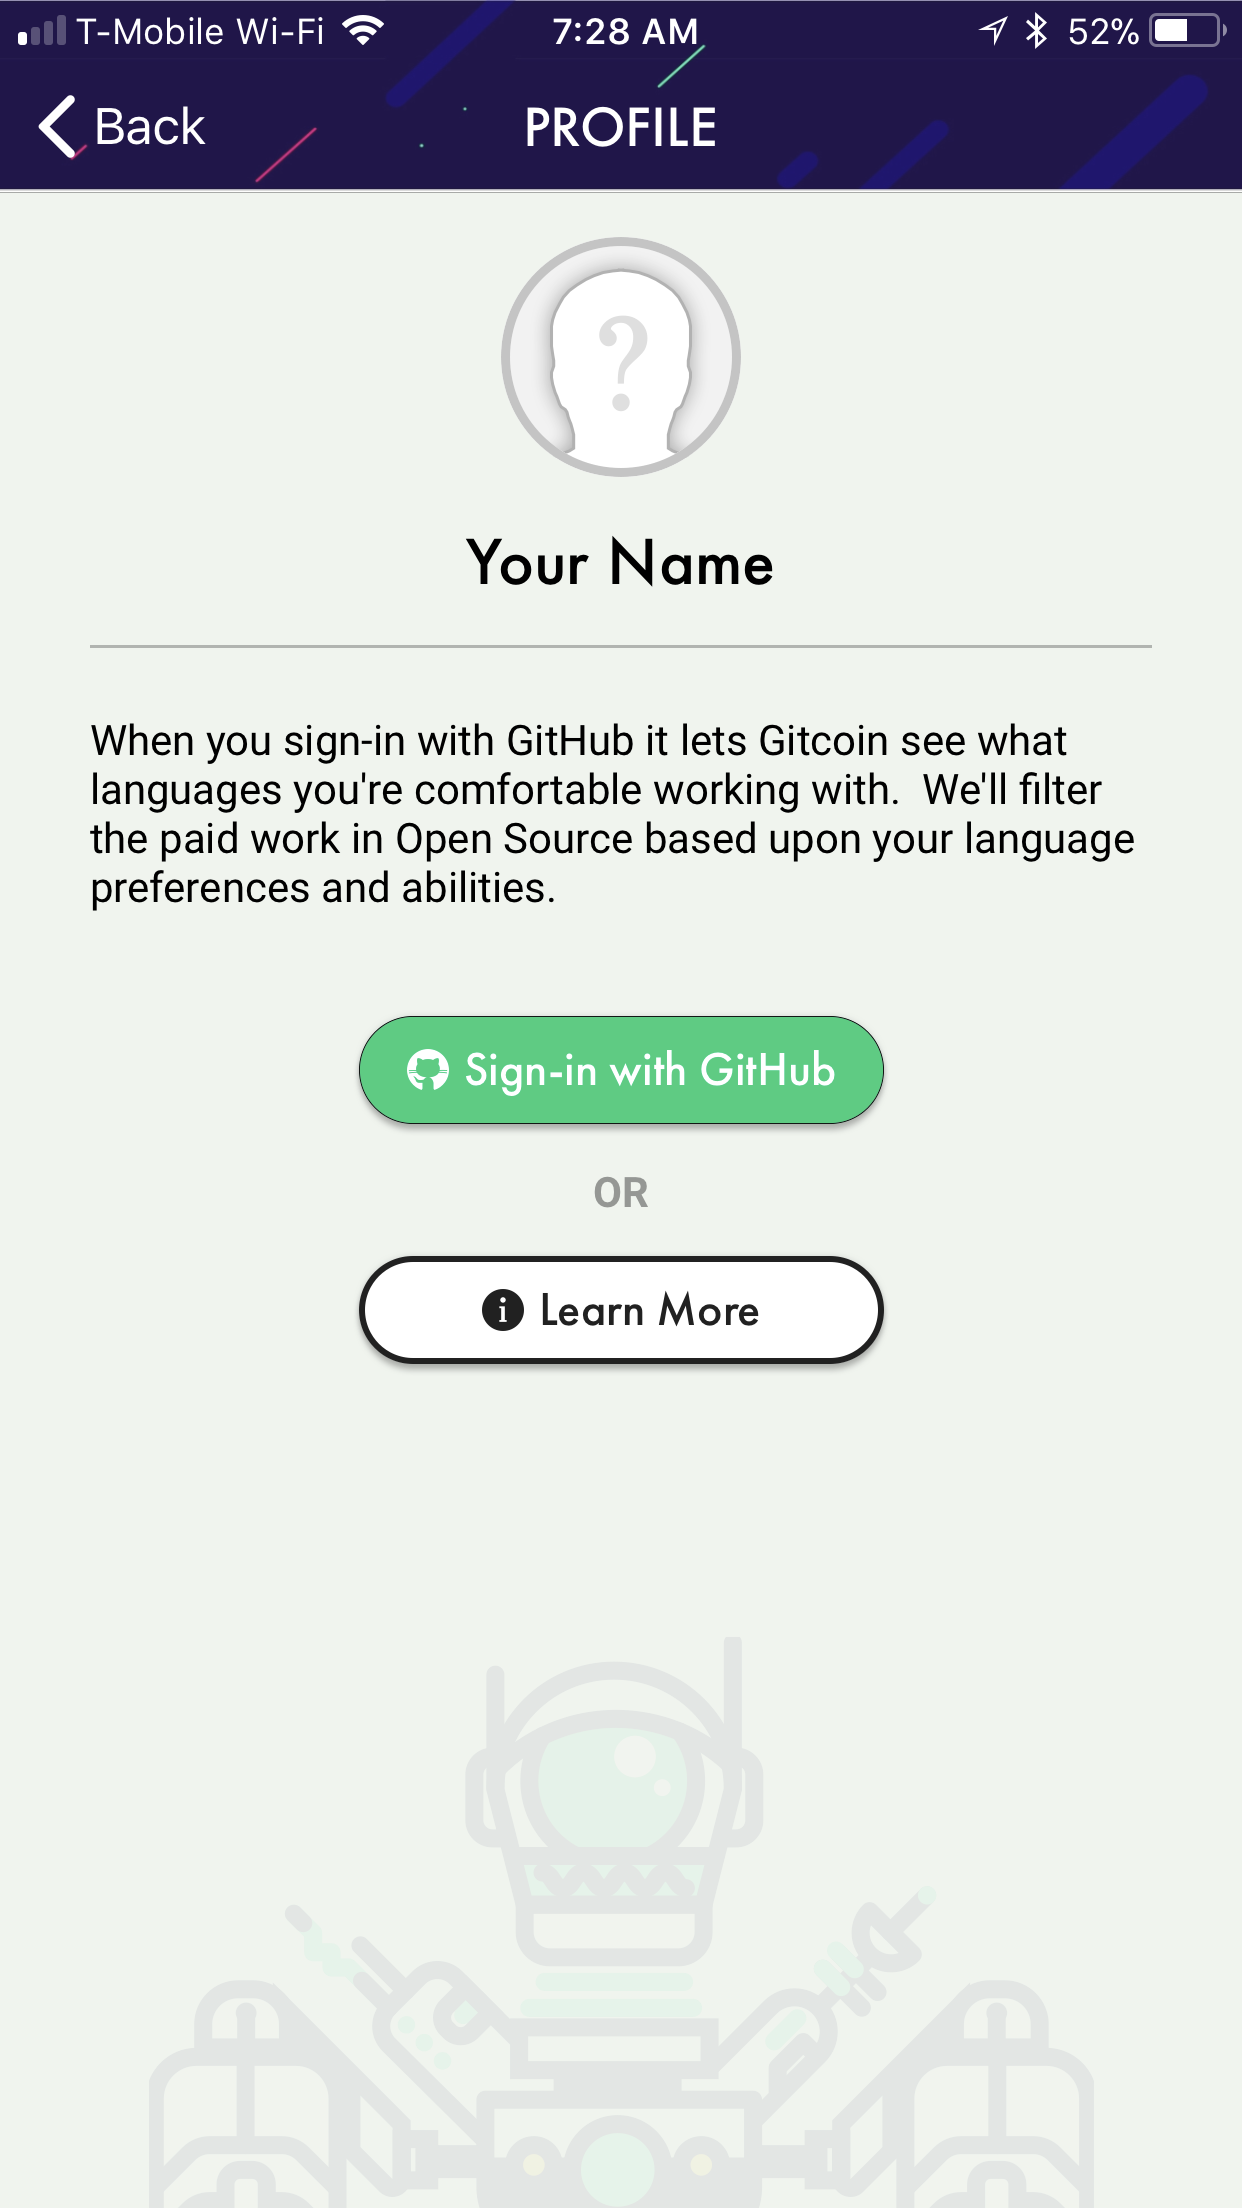 T-Mobile Wi-Fi 7:28 AM 52%
Back PROFILE
?
Your Name
When you sign-in with GitHub it lets Gitcoin see what
languages you're comfortable working with.  We'll filter
the paid work in Open Source based upon your language
preferences and abilities.
Sign-in with GitHub
OR
i Learn More